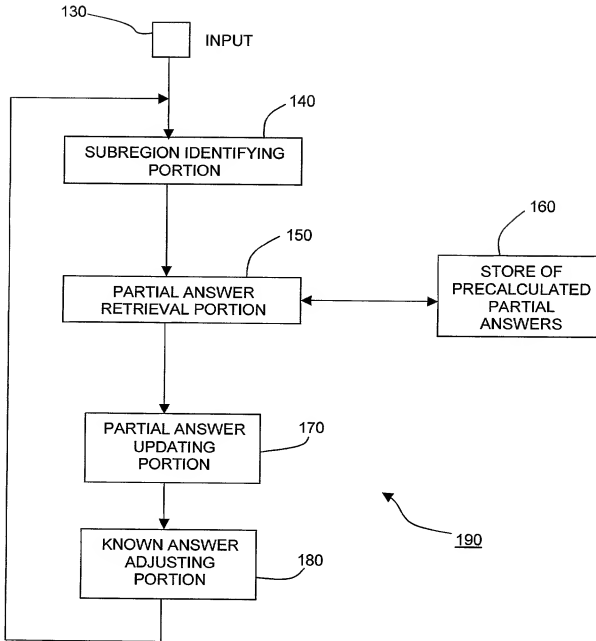 130
INPUT
140
SUBREGION IDENTIFYING
PORTION
150
PARTIAL ANSWER
RETRIEVAL PORTION
160
STORE OF
PRECALCULATED
PARTIAL
ANSWERS
PARTIAL ANSWER
UPDATING
PORTION
170
KNOWN ANSWER
ADJUSTING
PORTION
180
190